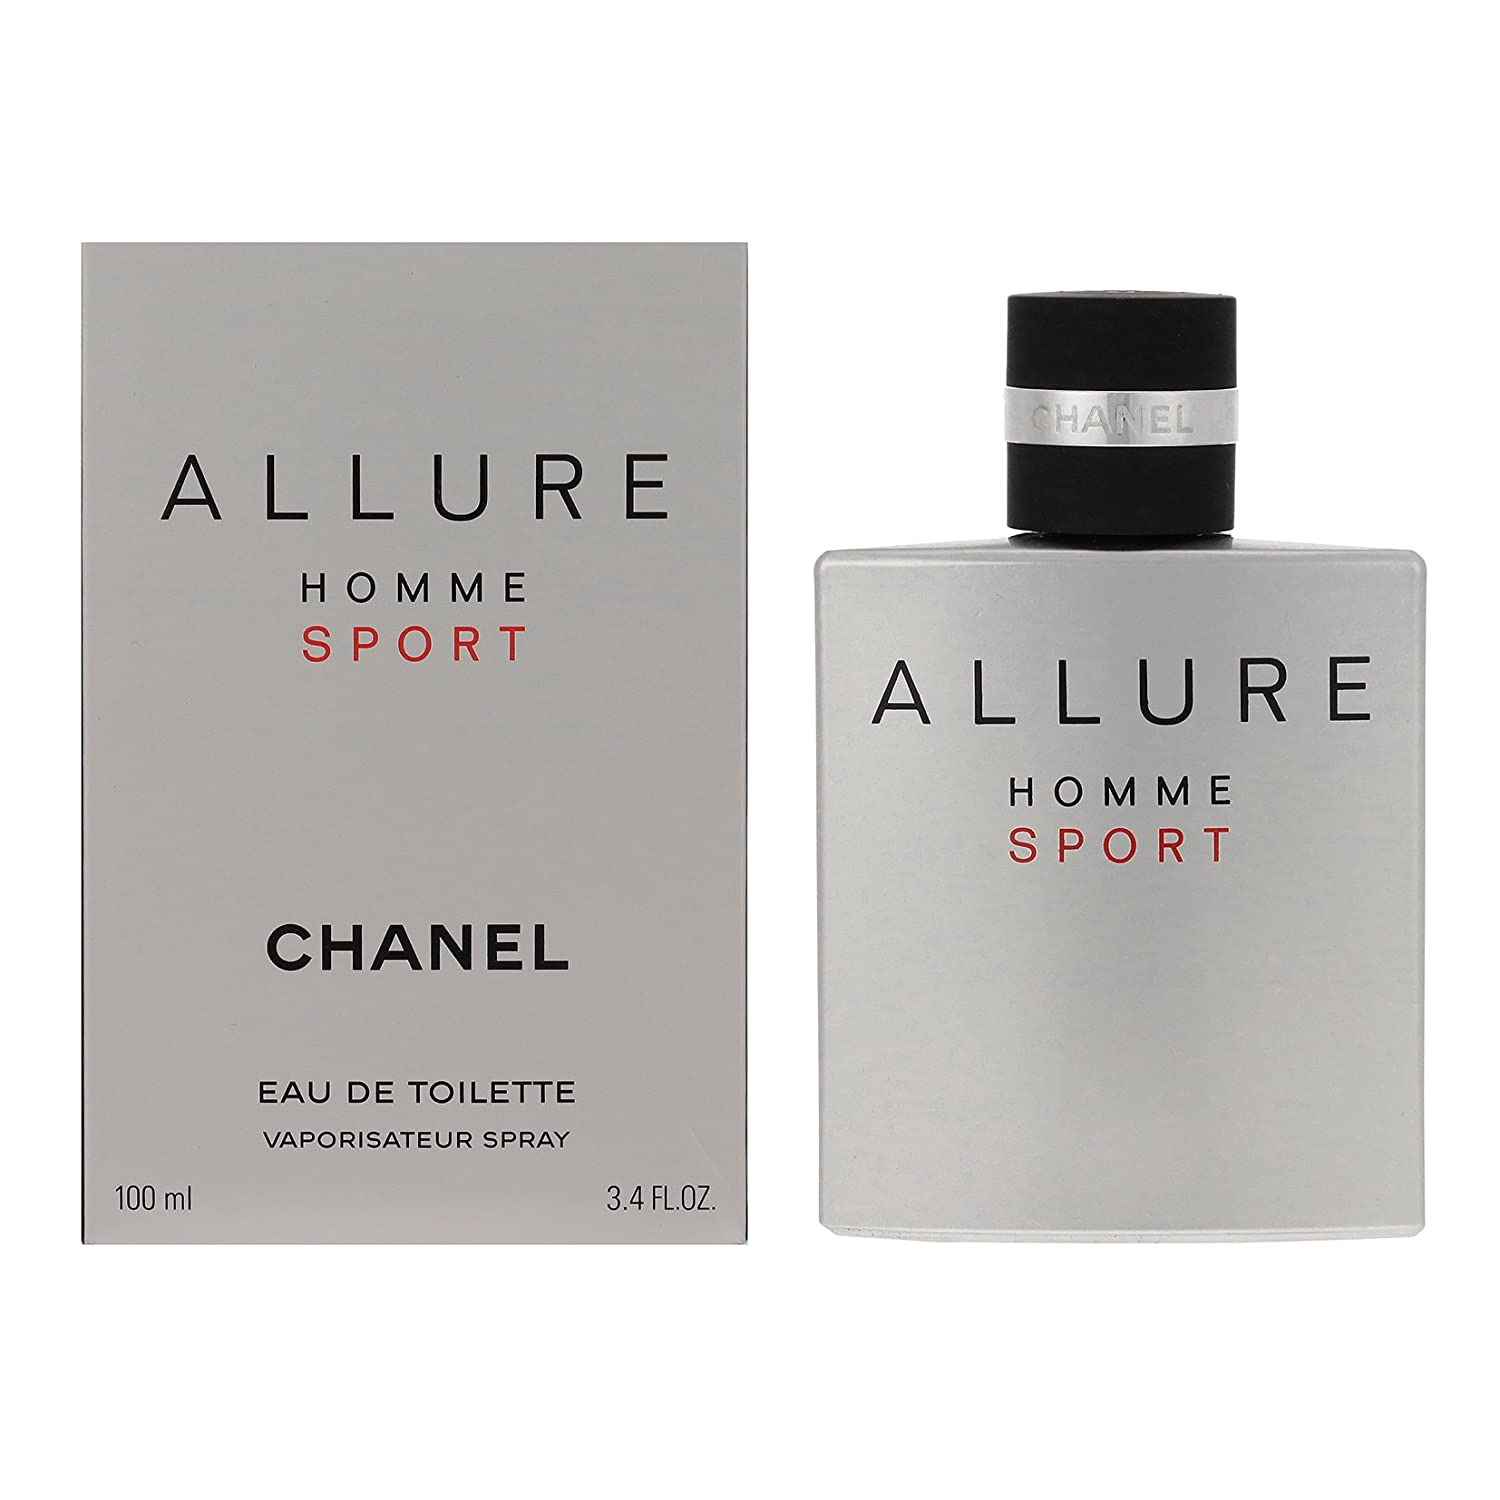 ALLURE
HOMME
SPORT
CHANEL
EAU DE TOILETTE
VAPORISATEUR SPRAY
100 ml 3.4 FL.OZ.
CHANEL
ALLURE
HOMME
SPORT